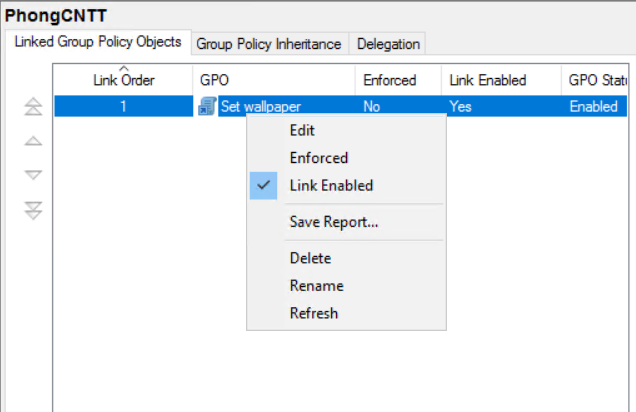 PhongCNTT
Linked Group Policy Objects Group Policy Inheritance Delegation
Link Order GPO Enforced Link Enabled GPO Stat
1 Set wallpaper No Yes Enabled
Edit
Enforced
Link Enabled
Save Report...
Delete
Rename
Refresh